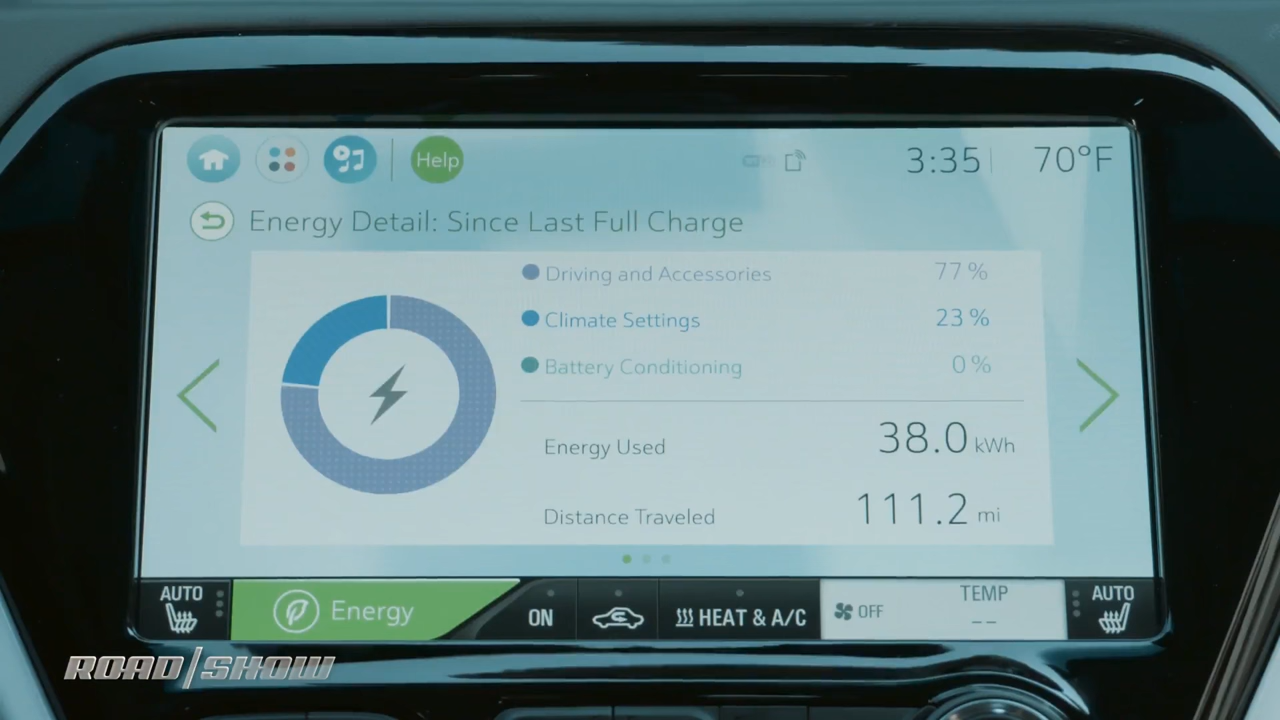 Help
3:35
70°F
Energy Detail: Since Last Full Charge
Driving and Accessories 77 %
Climate Settings 23 %
Battery Conditioning 0 %
Energy Used 38.0 kWh
Distance Traveled 111.2 mi
AUTO
Energy
ON
HEAT & A/C
OFF
TEMP
--
AUTO
ROAD/SHOW